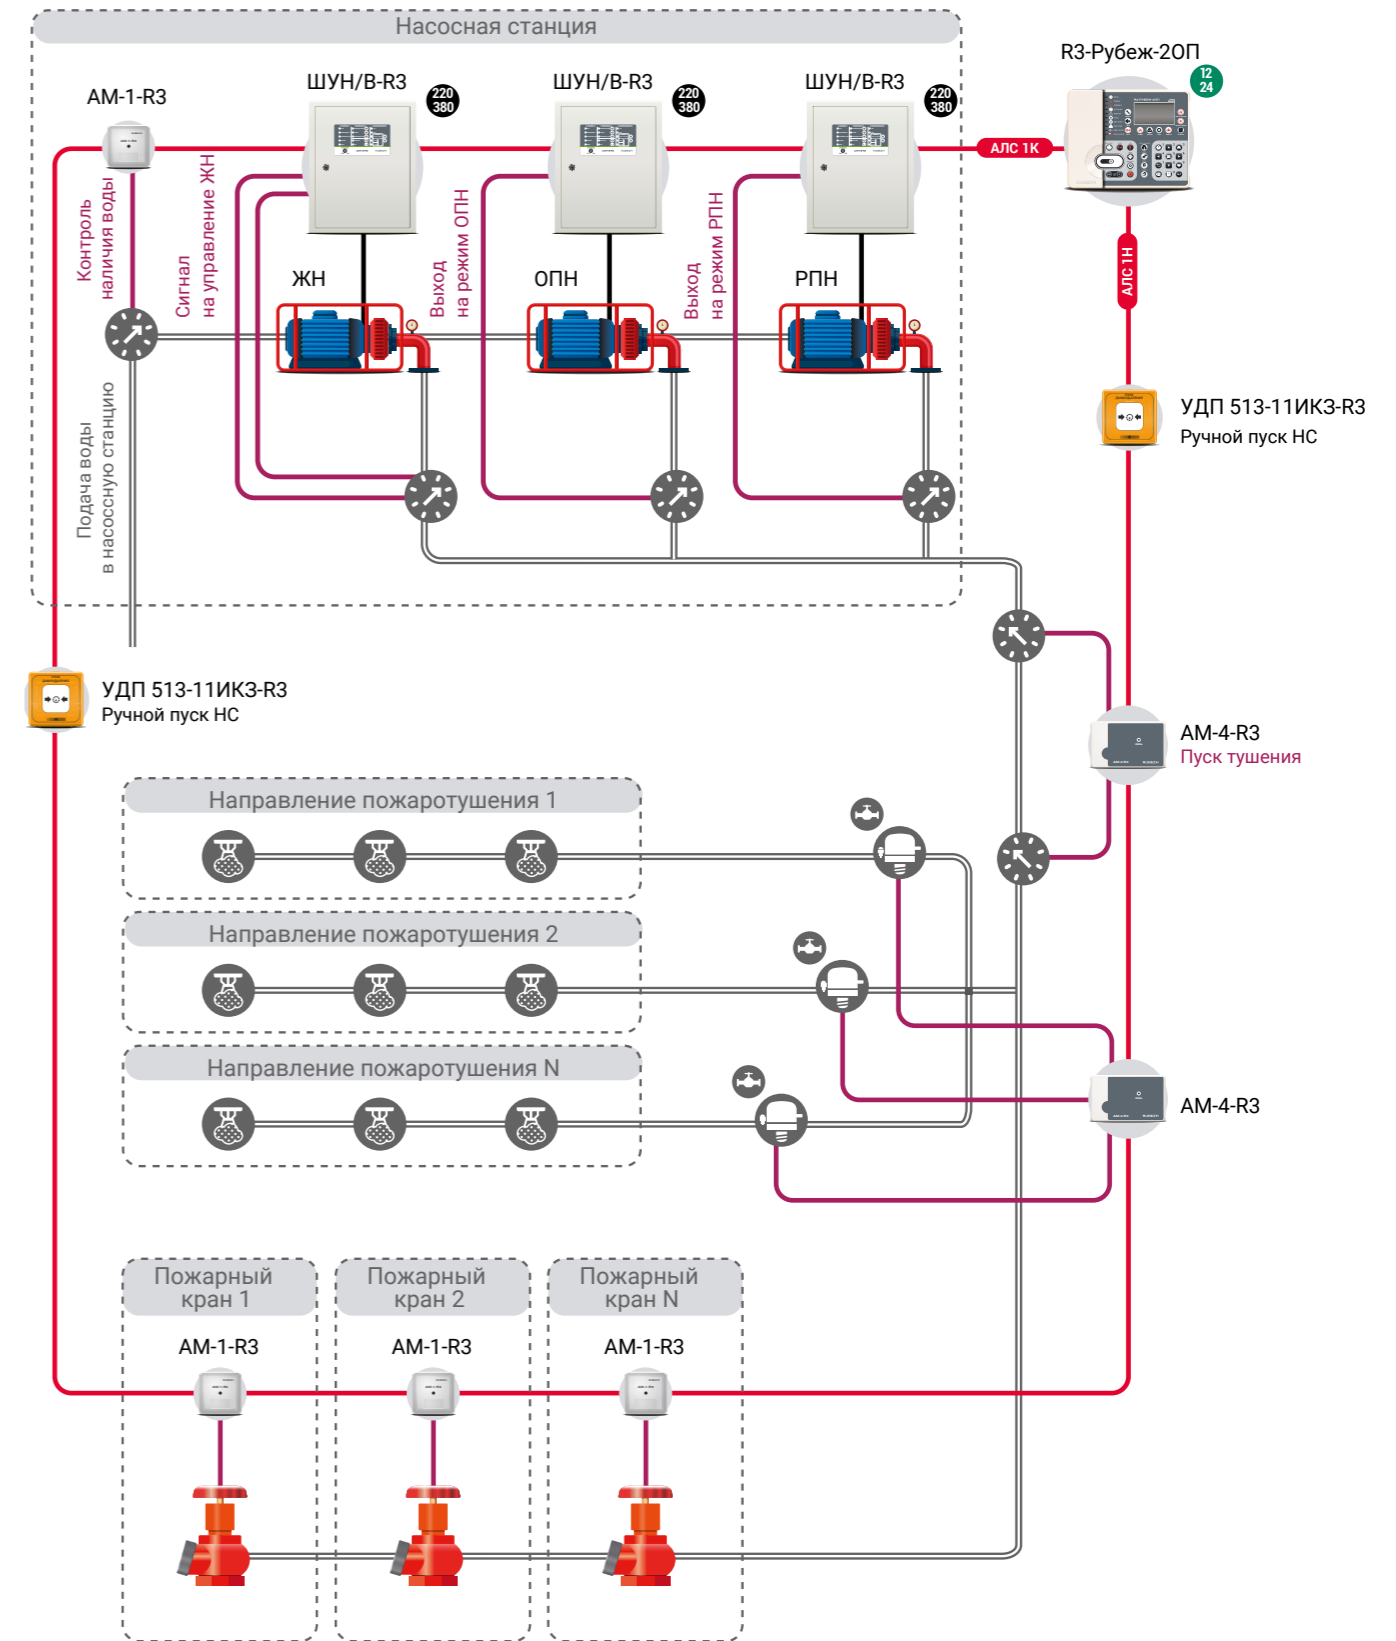 Насосная станция
R3-Рубеж-2ОП
12
24
АМ-1-R3
ШУН/В-R3
220
380
ШУН/В-R3
220
380
ШУН/В-R3
220
380
АЛС 1К
АЛС 1Н
Контроль
наличия воды
Сигнал
на управление ЖН
Выход
на режим ОПН
Выход
на режим РПН
ЖН
ОПН
РПН
Подача воды
в насоссную станцию
УДП 513-11ИКЗ-R3
Ручной пуск НС
УДП 513-11ИКЗ-R3
Ручной пуск НС
АМ-4-R3
Пуск тушения
Направление пожаротушения 1
Направление пожаротушения 2
Направление пожаротушения N
АМ-4-R3
Пожарный
кран 1
Пожарный
кран 2
Пожарный
кран N
АМ-1-R3
АМ-1-R3
АМ-1-R3